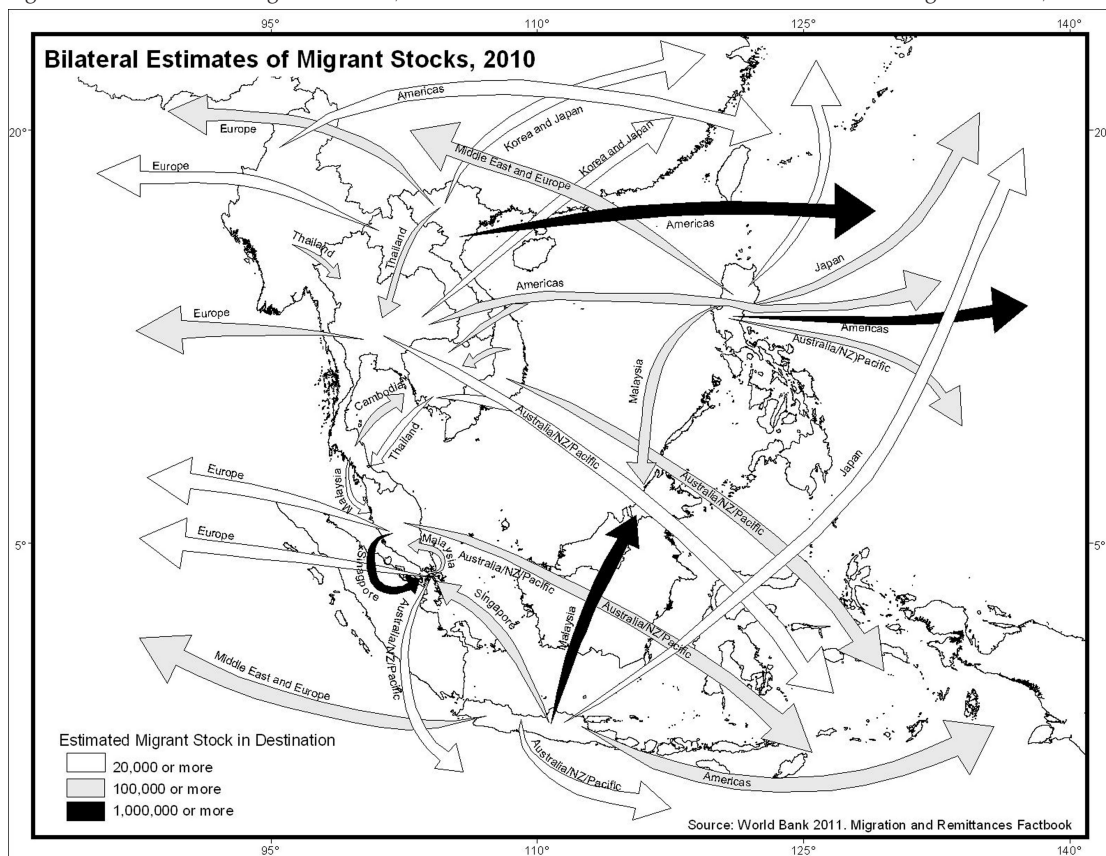 95°
110°
125°
140°
Bilateral Estimates of Migrant Stocks, 2010
Americas
Europe
Korea and Japan
Korea and Japan
20°
20°
Middle East and Europe
Europe
Americas
Thailand
Thailand
Japan
Americas
Europe
Americas
Australia/NZ)Pacific
Malaysia
Cambodia
Thailand
Australia/NZ/Pacific
Japan
Europe
Malaysia
Australia/NZ/Pacific
Europe
Malaysia
5°
5°
Sinagpore
Australia/NZ/Pacific
Singapore
Malaysia
Australia/NZ/Pacific
Australia/NZ/Pacific
Middle East and Europe
Australia/NZ/Pacific
Americas
Estimated Migrant Stock in Destination
20,000 or more
100,000 or more
1,000,000 or more
Source: World Bank 2011. Migration and Remittances Factbook
95°
110°
125°
140°